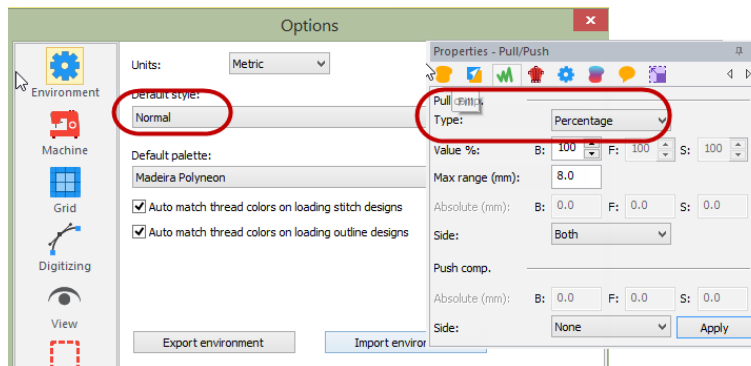 Options
Environment
Machine
Grid
Digitizing
View
Units: Metric
Default style:
Normal
Default palette:
Madeira Polyneon
Auto match thread colors on loading stitch designs
Auto match thread colors on loading outline designs
Export environment Import enviro
Properties - Pull/Push
Pull
Type: Percentage
Value %: B: 100 F: 100 S: 100
Max range (mm): 8.0
Absolute (mm): B: 0.0 F: 0.0 S: 0.0
Side: Both
Push comp.
Absolute (mm): B: 0.0 F: 0.0 S: 0.0
Side: None Apply